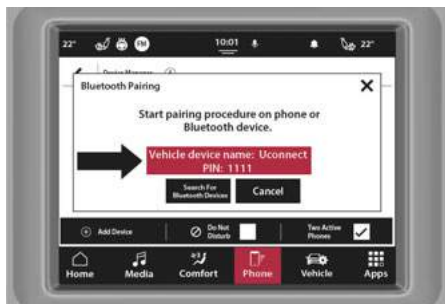 22° FM 10:01 22°
Device Manager
Bluetooth Pairing X
Start pairing procedure on phone or
Bluetooth device.
Vehicle device name: Uconnect
PIN: 1111
Search For
Bluetooth Devices
Cancel
Add Device
Do Not
Disturb
Two Active
Phones
Home Media Comfort Phone Vehicle Apps